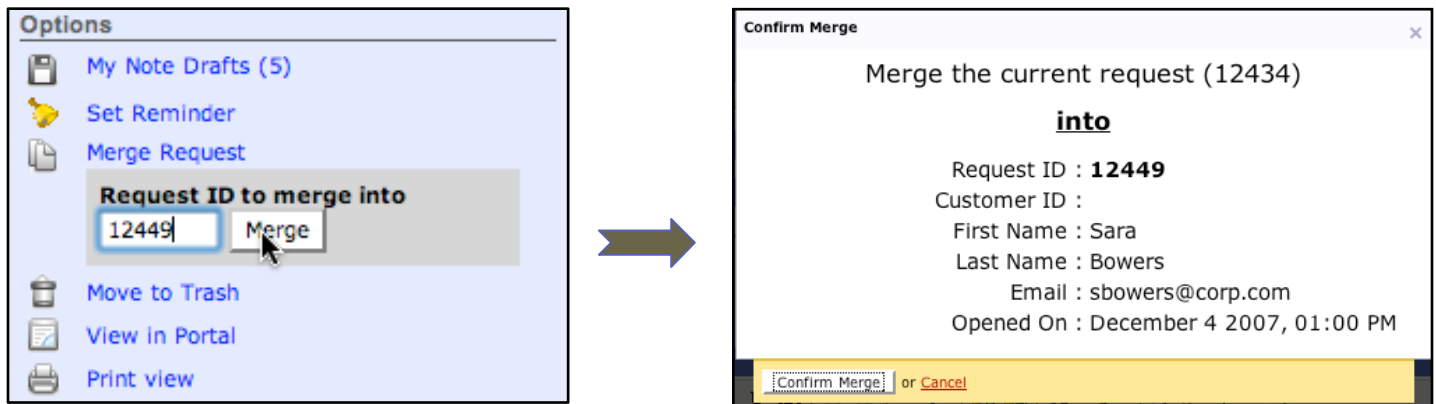 Options
My Note Drafts (5)
Set Reminder
Merge Request
Request ID to merge into
12449 Merge
Move to Trash
View in Portal
Print view
Confirm Merge ×
Merge the current request (12434)
into
Request ID : 12449
Customer ID :
First Name : Sara
Last Name : Bowers
Email : sbowers@corp.com
Opened On : December 4 2007, 01:00 PM
Confirm Merge or Cancel